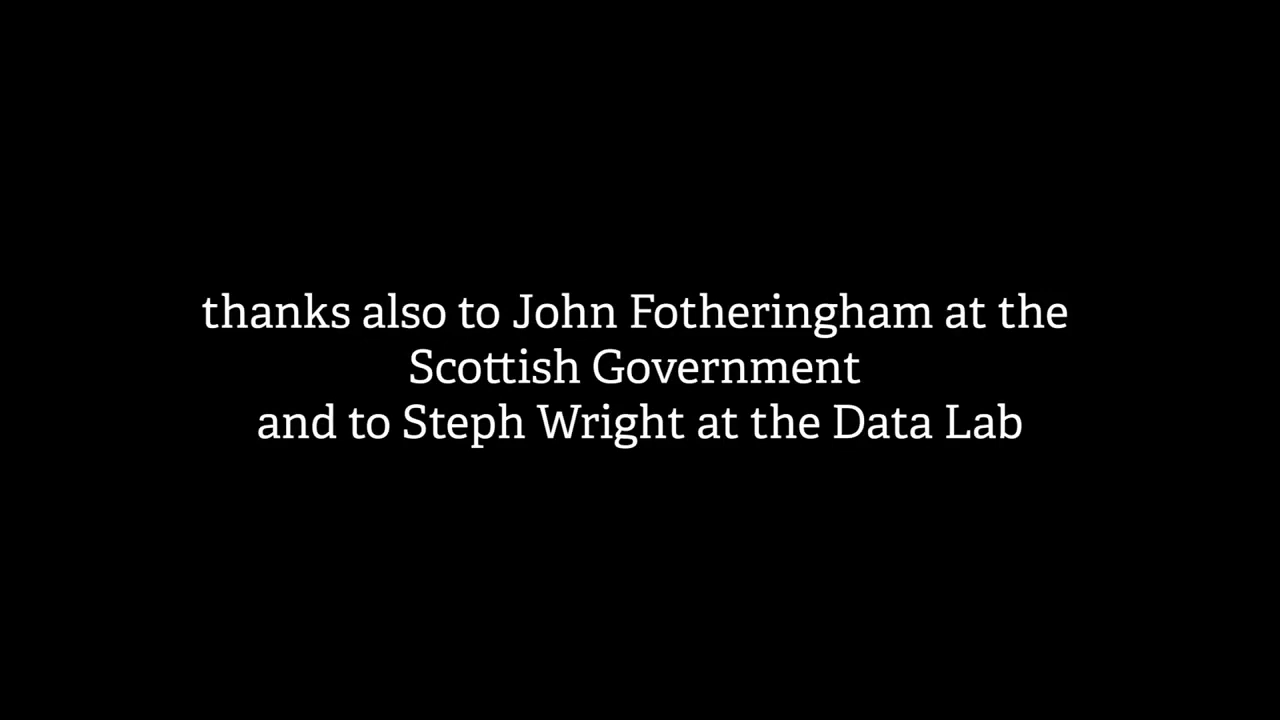 thanks also to John Fotheringham at the
Scottish Government
and to Steph Wright at the Data Lab